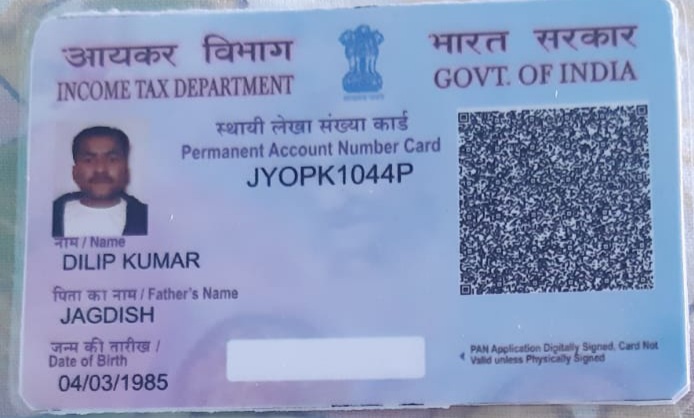 आयकर विभाग
INCOME TAX DEPARTMENT
भारत सरकार
GOVT. OF INDIA
स्थायी लेखा संख्या कार्ड
Permanent Account Number Card
JYOPK1044P
नाम / Name
DILIP KUMAR
पिता का नाम / Father's Name
JAGDISH
जन्म की तारीख /
Date of Birth
04/03/1985
PAN Application Digitally Signed, Card Not
Valid unless Physically Signed